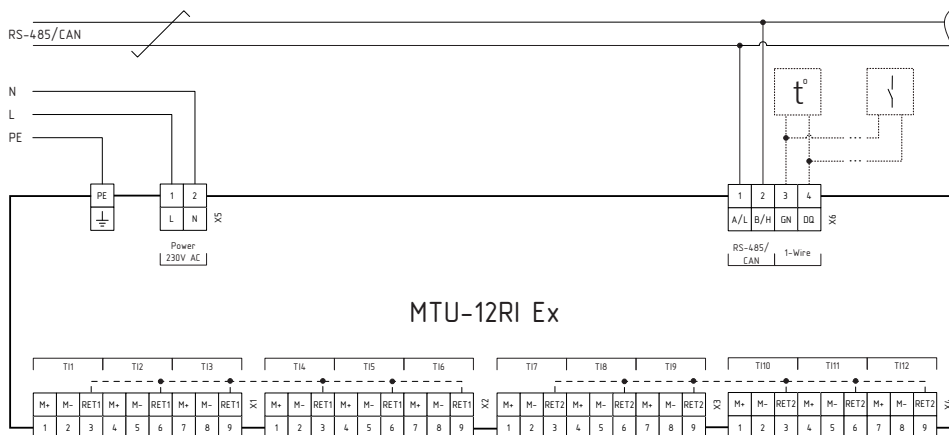 RS-485/CAN
N
L
PE
t°
PE
1 2
L N
X5
Power
230V AC
1 2 3 4
A/L B/H GN DQ
X6
RS-485/
CAN
1-Wire
MTU-12RI Ex
TI1 TI2 TI3 TI4 TI5 TI6 TI7 TI8 TI9 TI10 TI11 TI12
M+ M- RET1 M+ M- RET1 M+ M- RET1 X1 M+ M- RET1 M+ M- RET1 M+ M- RET1 X2 M+ M- RET2 M+ M- RET2 M+ M- RET2 X3 M+ M- RET2 M+ M- RET2 M+ M- RET2
1 2 3 4 5 6 7 8 9 1 2 3 4 5 6 7 8 9 1 2 3 4 5 6 7 8 9 1 2 3 4 5 6 7 8 9